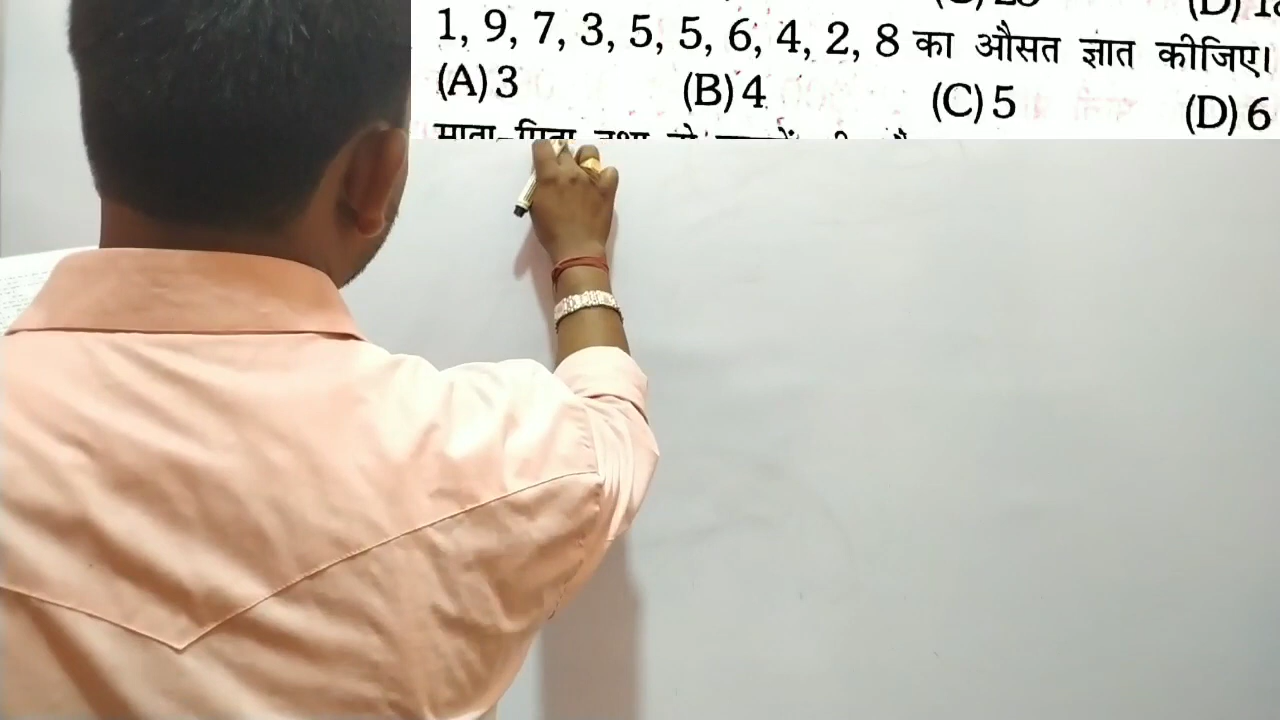 1, 9, 7, 3, 5, 5, 6, 4, 2, 8 का औसत ज्ञात कीजिए।
(A) 3 (B) 4 (C) 5 (D) 6